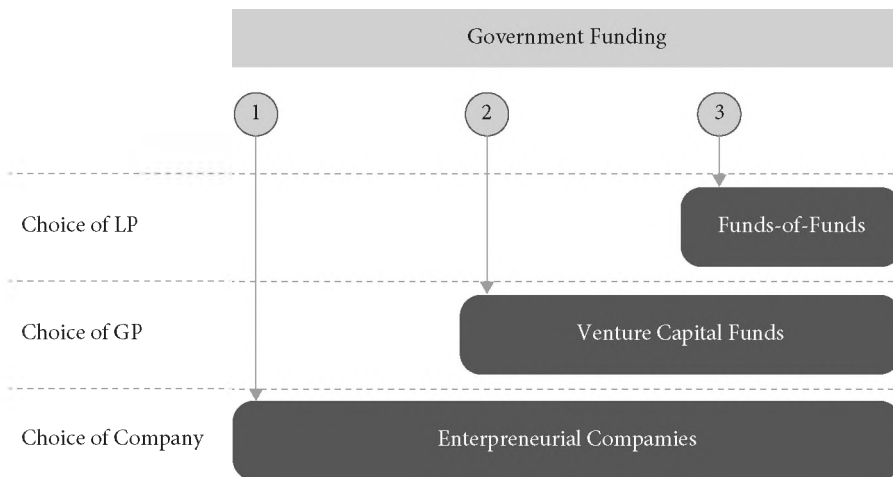 Government Funding
1
2
3
Choice of LP
Funds-of-Funds
Choice of GP
Venture Capital Funds
Choice of Company
Enterpreneurial Compamies